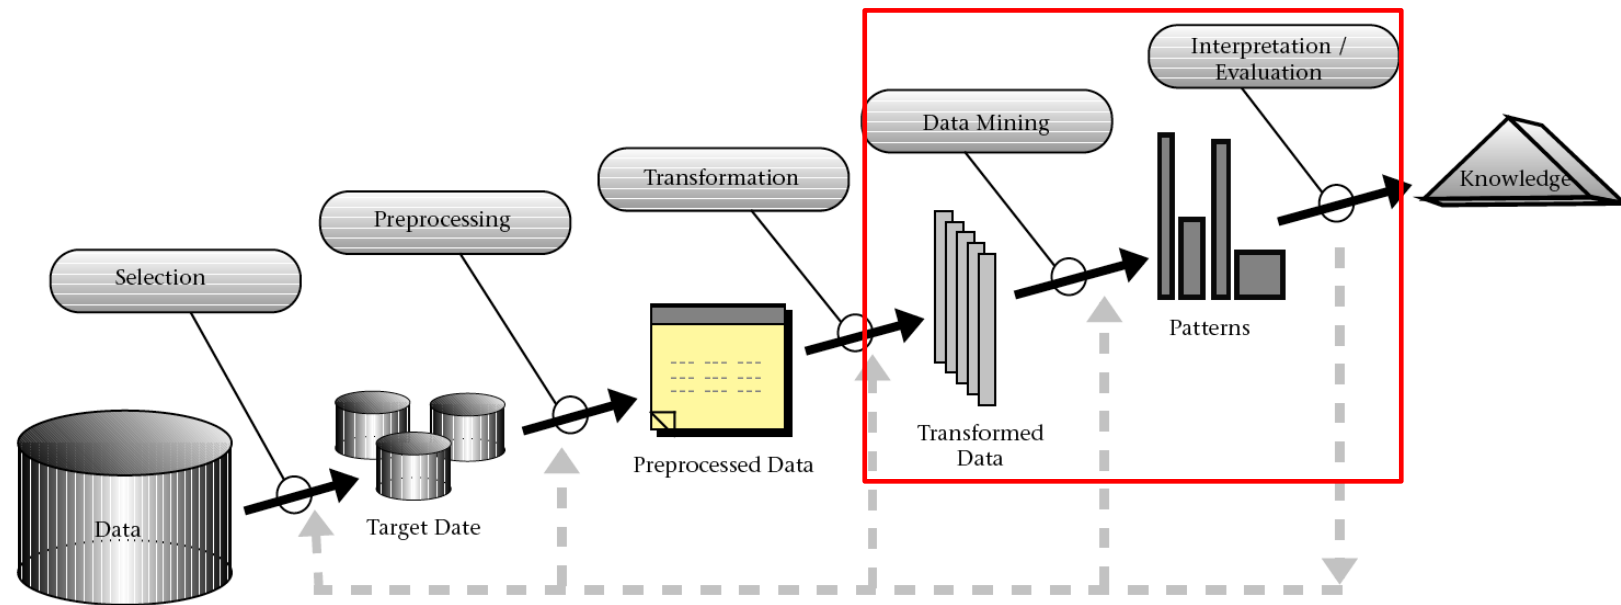 Interpretation /
Evaluation
Data Mining
Transformation
Knowledge
Preprocessing
Selection
Patterns
Transformed
Data
Preprocessed Data
Target Date
Data